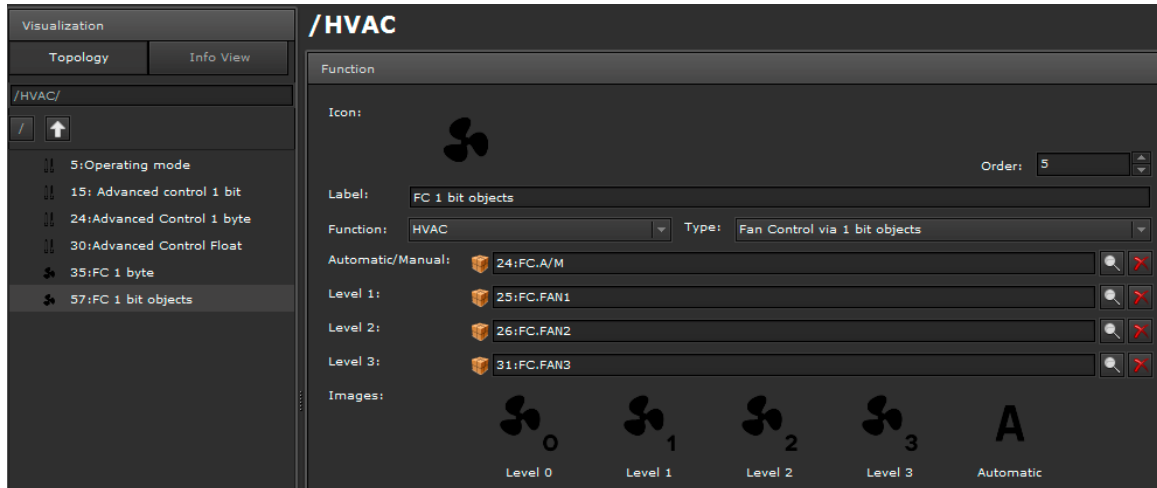 Visualization
Topology
Info View
/HVAC/
/
5:Operating mode
15: Advanced control 1 bit
24:Advanced Control 1 byte
30:Advanced Control Float
35:FC 1 byte
57:FC 1 bit objects
/HVAC
Function
Icon:
Order: 5
Label: FC 1 bit objects
Function: HVAC Type: Fan Control via 1 bit objects
Automatic/Manual: 24:FC.A/M
Level 1: 25:FC.FAN1
Level 2: 26:FC.FAN2
Level 3: 31:FC.FAN3
Images:
0 1 2 3 A
Level 0 Level 1 Level 2 Level 3 Automatic